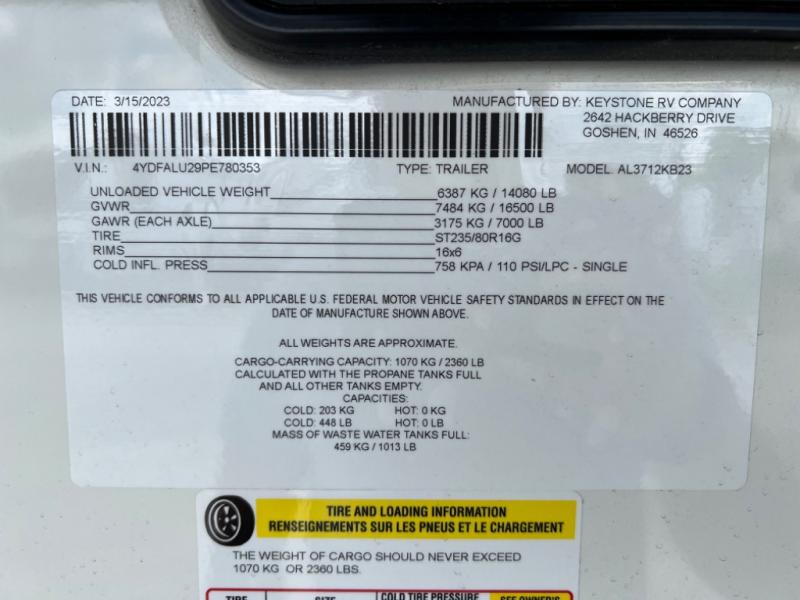 DATE: 3/15/2023 MANUFACTURED BY: KEYSTONE RV COMPANY
2642 HACKBERRY DRIVE
GOSHEN, IN 46526
V.I.N.: 4YDFALU29PE780353 TYPE: TRAILER MODEL: AL3712KB23
UNLOADED VEHICLE WEIGHT 6387 KG / 14080 LB
GVWR 7484 KG / 16500 LB
GAWR (EACH AXLE) 3175 KG / 7000 LB
TIRE ST235/80R16G
RIMS 16x6
COLD INFL. PRESS 758 KPA / 110 PSI/LPC - SINGLE
THIS VEHICLE CONFORMS TO ALL APPLICABLE U.S. FEDERAL MOTOR VEHICLE SAFETY STANDARDS IN EFFECT ON THE
DATE OF MANUFACTURE SHOWN ABOVE.
ALL WEIGHTS ARE APPROXIMATE.
CARGO-CARRYING CAPACITY: 1070 KG / 2360 LB
CALCULATED WITH THE PROPANE TANKS FULL
AND ALL OTHER TANKS EMPTY.
CAPACITIES:
COLD: 203 KG HOT: 0 KG
COLD: 448 LB HOT: 0 LB
MASS OF WASTE WATER TANKS FULL:
459 KG / 1013 LB
TIRE AND LOADING INFORMATION
RENSEIGNEMENTS SUR LES PNEUS ET LE CHARGEMENT
THE WEIGHT OF CARGO SHOULD NEVER EXCEED
1070 KG OR 2360 LBS.
TIRE SIZE COLD TIRE PRESSURE SEE OWNER'S